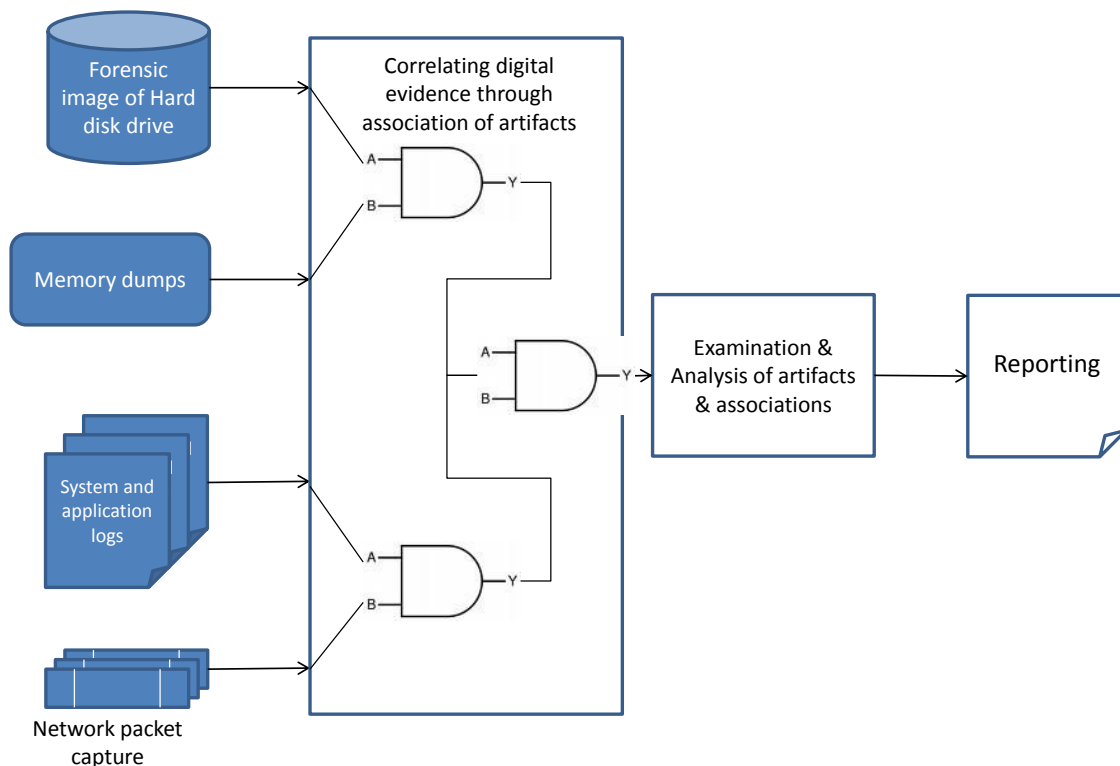 Forensic
image of Hard
disk drive
Correlating digital
evidence through
association of artifacts
A
B
Y
Memory dumps
A
B
Y
Examination &
Analysis of artifacts
& associations
Reporting
System and
application
logs
A
B
Y
Network packet
capture